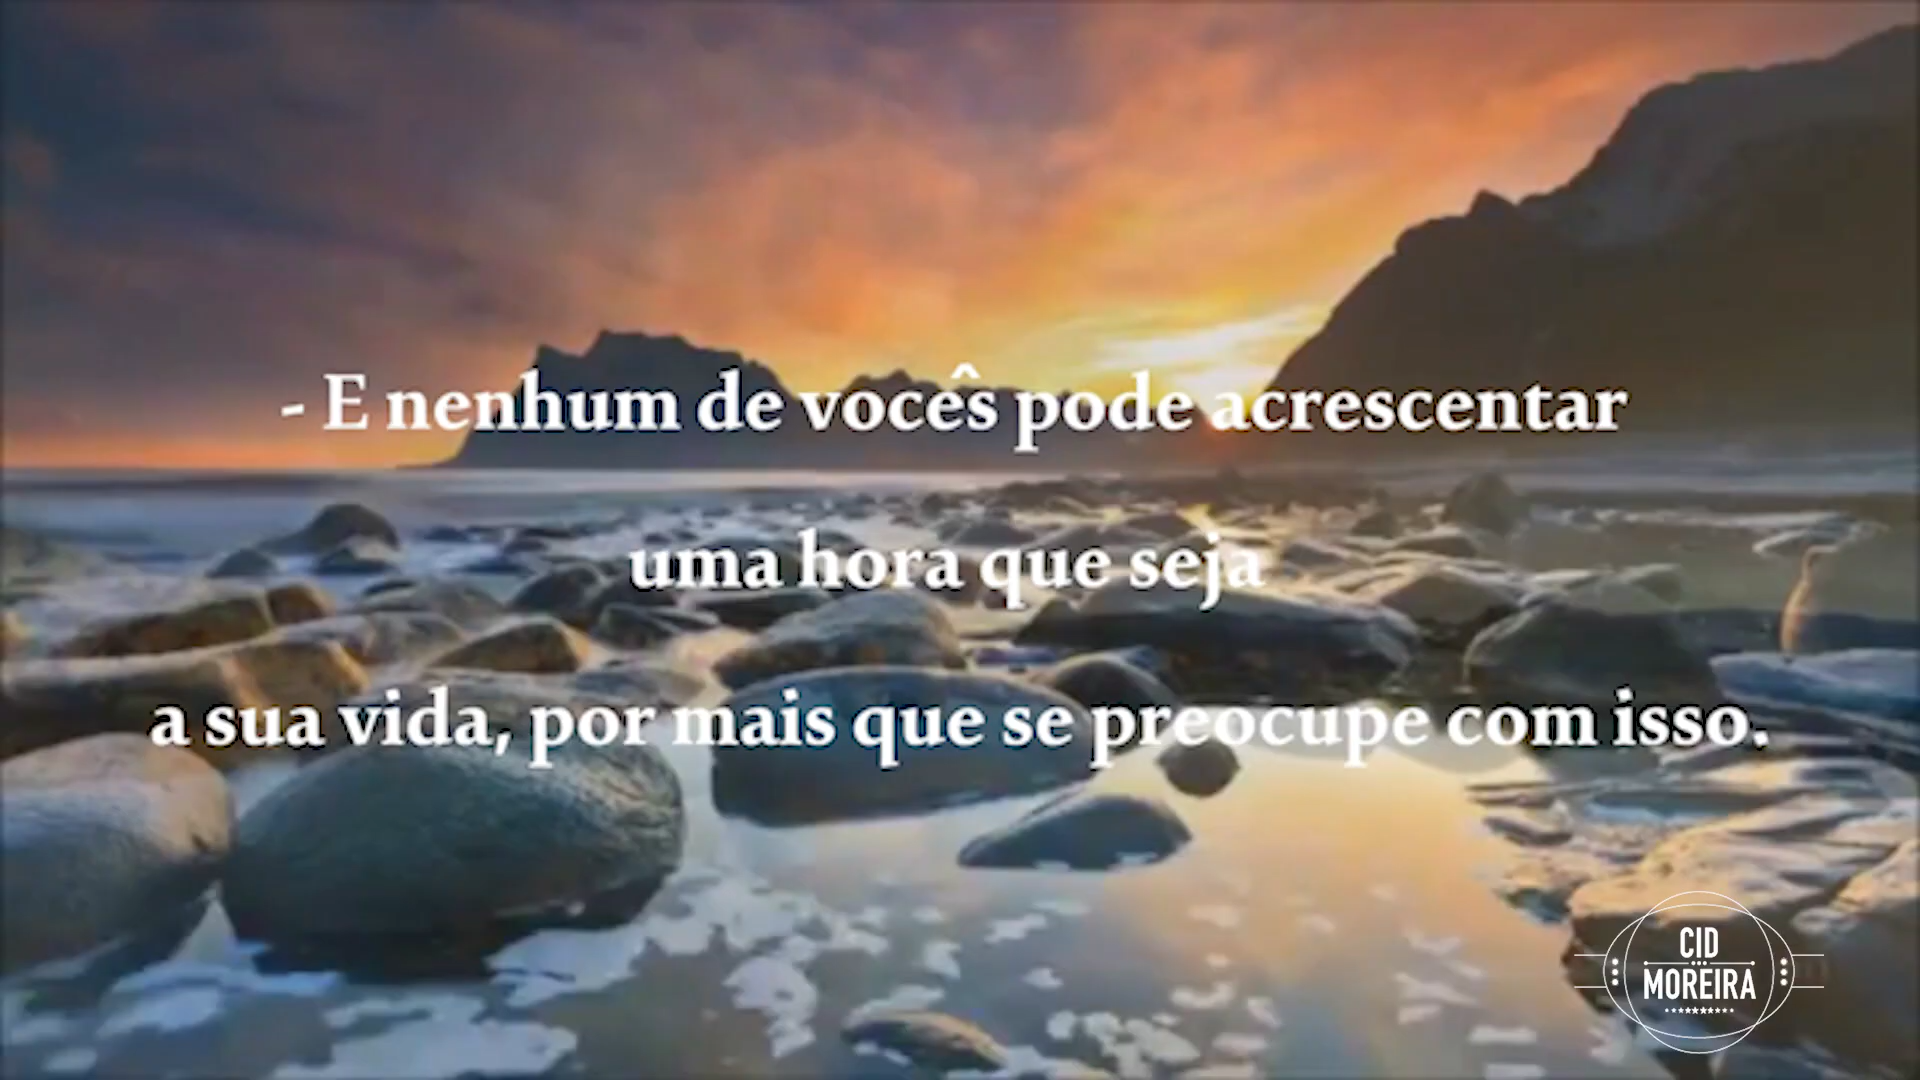 - E nenhum de vocês pode acrescentar
uma hora que seja
a sua vida, por mais que se preocupe com isso.
CID
MOREIRA